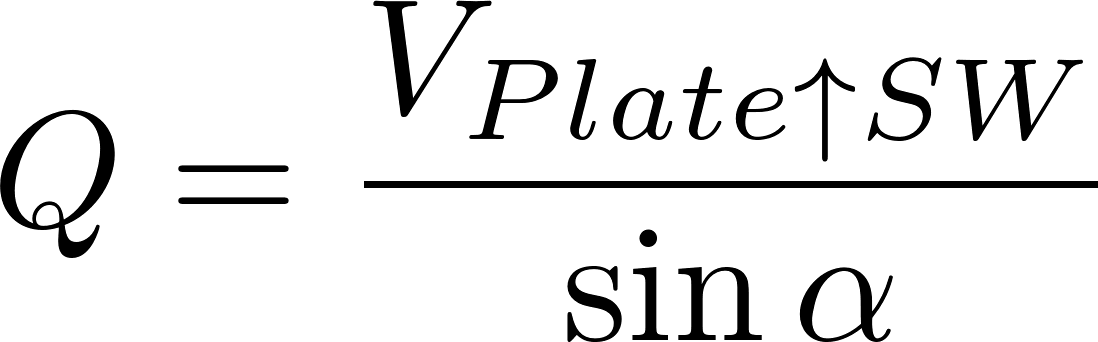 Q = \frac{V_{Plate \uparrow SW}}{\sin \alpha}